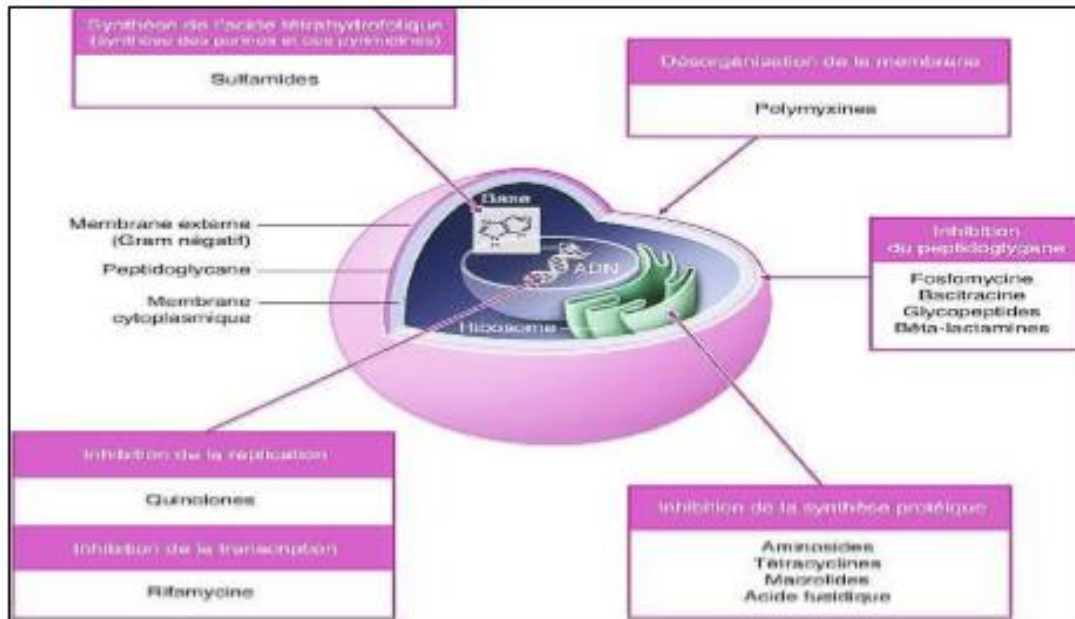 Synthèse de l'acide tétrahydrofolique
(synthèse des purines et des pyrimidines)
Sulfamides
Désorganisation de la membrane
Polymyxines
Base
Membrane externe
(Gram négatif)
Peptidoglycane
Membrane
cytoplasmique
ADN
Ribosome
Inhibition
du peptidoglygane
Fosfomycine
Bacitracine
Glycopeptides
Bêta-lactamines
Inhibition de la réplication
Quinolones
Inhibition de la transcription
Rifamycine
Inhibition de la synthèse protéique
Aminosides
Tétracyclines
Macrolides
Acide fusidique